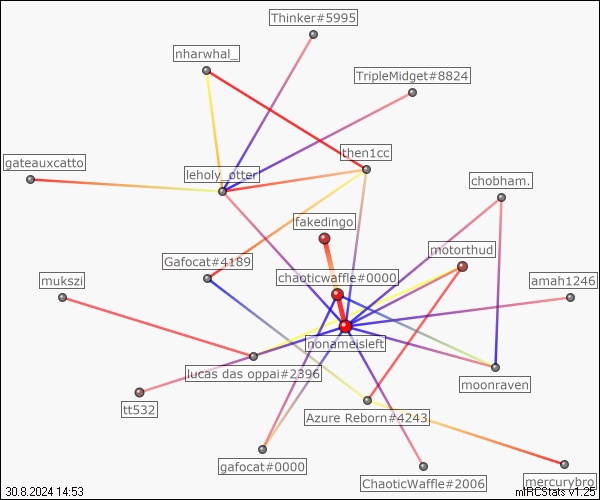 Thinker#5995
nharwhal_
TripleMidget#8824
then1cc
gateauxcatto
leholy_otter
chobham.
fakedingo
motorthud
Gafocat#4189
chaoticwaffle#0000
mukszi
amah1246
nonameisleft
lucas das oppai#2396
moonraven
tt532
Azure Reborn#4243
gafocat#0000
ChaoticWaffle#2006
mercurybro
30.8.2024 14:53
mIRCStats v1.25